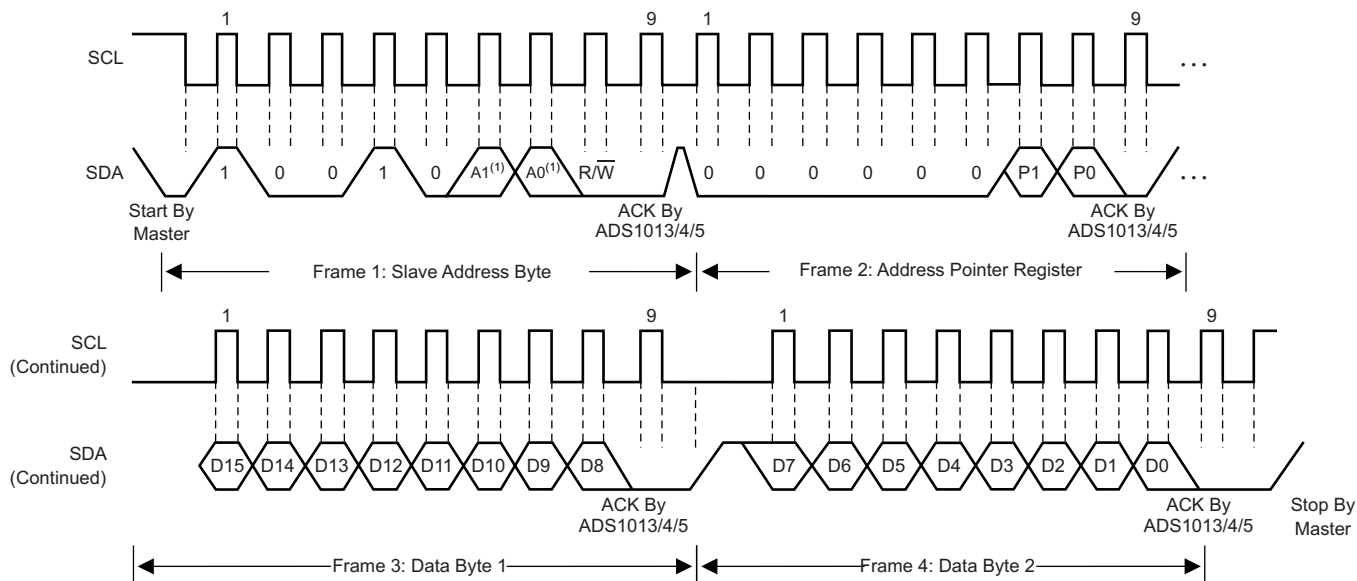 1 9 1 9
SCL ...
SDA 1 0 0 1 0 A1(1) A0(1) R/W̅ 0 0 0 0 0 0 P1 P0 ...
Start By
Master
ACK By
ADS1013/4/5
ACK By
ADS1013/4/5
Frame 1: Slave Address Byte
Frame 2: Address Pointer Register
1 9 1 9
SCL
(Continued)
SDA
(Continued)
D15 D14 D13 D12 D11 D10 D9 D8 D7 D6 D5 D4 D3 D2 D1 D0
ACK By
ADS1013/4/5
ACK By
ADS1013/4/5
Stop By
Master
Frame 3: Data Byte 1
Frame 4: Data Byte 2